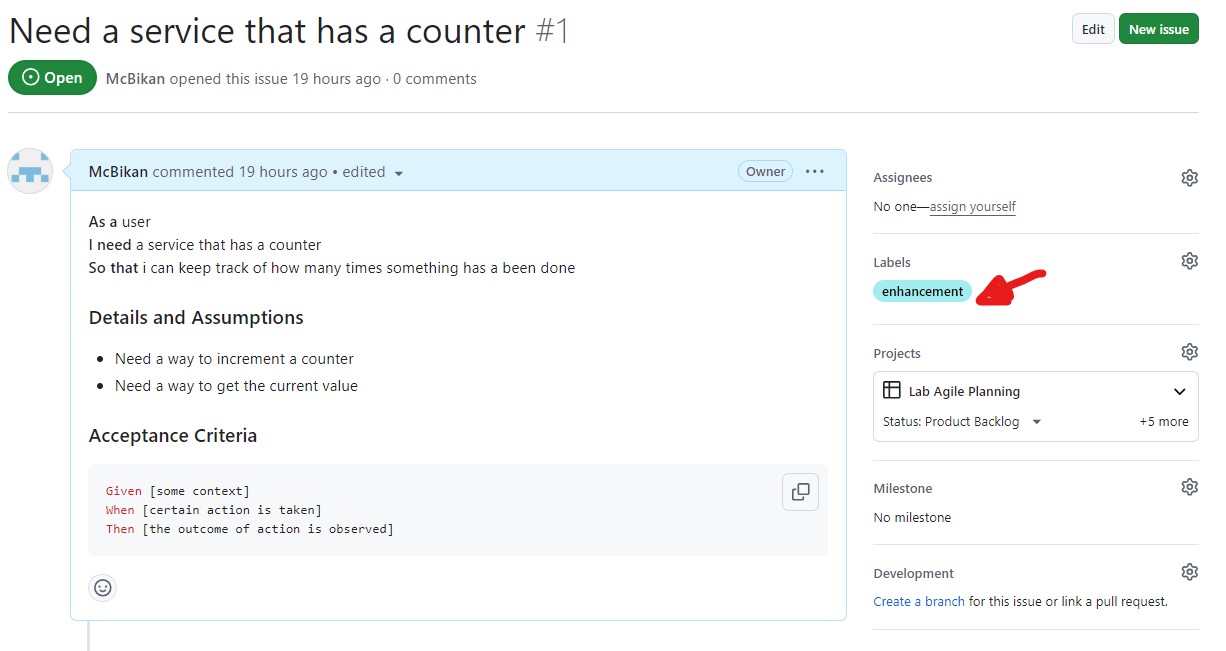 Need a service that has a counter #1
Edit
New issue
Open
McBikan opened this issue 19 hours ago · 0 comments
McBikan commented 19 hours ago • edited
Owner
As a user
I need a service that has a counter
So that i can keep track of how many times something has a been done
Details and Assumptions
• Need a way to increment a counter
• Need a way to get the current value
Acceptance Criteria
Given [some context]
When [certain action is taken]
Then [the outcome of action is observed]
Assignees
No one—assign yourself
Labels
enhancement
Projects
Lab Agile Planning
Status: Product Backlog
+5 more
Milestone
No milestone
Development
Create a branch for this issue or link a pull request.